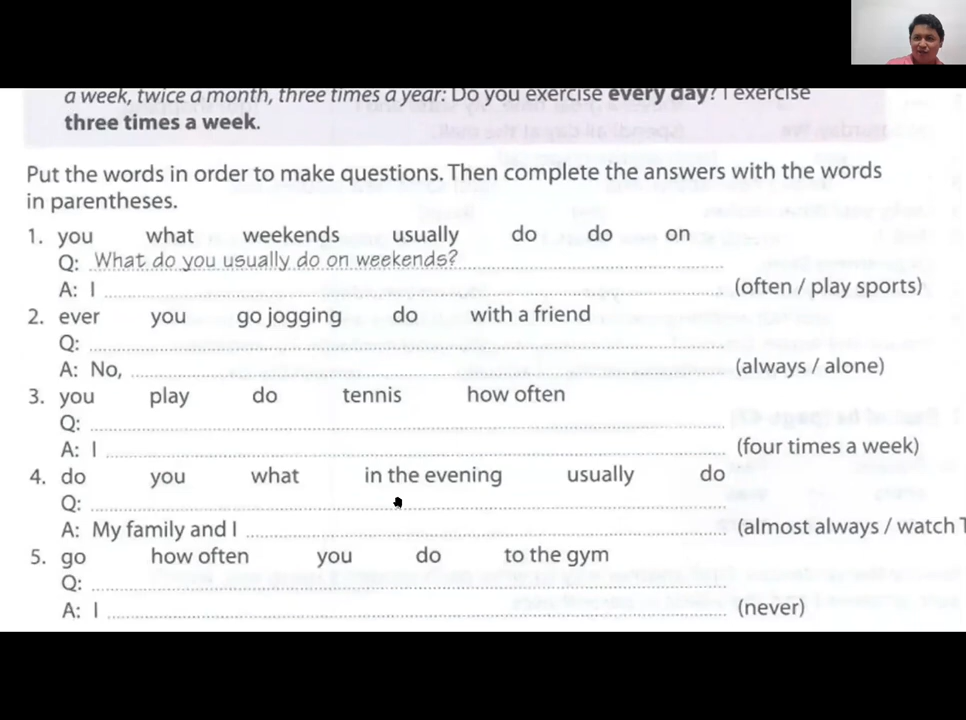 a week, twice a month, three times a year: Do you exercise every day? I exercise
three times a week.
Put the words in order to make questions. Then complete the answers with the words
in parentheses.
1. you what weekends usually do do on
Q: What do you usually do on weekends?
A: I (often / play sports)
2. ever you go jogging do with a friend
Q:
A: No, (always / alone)
3. you play do tennis how often
Q:
A: I (four times a week)
4. do you what in the evening usually do
Q:
A: My family and I (almost always / watch
5. go how often you do to the gym
Q:
A: I (never)